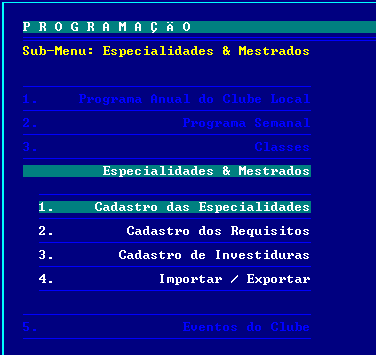 P R O G R A M A Ç Ã O
Sub-Menu: Especialidades & Mestrados
1. Programa Anual do Clube Local
2. Programa Semanal
3. Classes
Especialidades & Mestrados
1. Cadastro das Especialidades
2. Cadastro dos Requisitos
3. Cadastro de Investiduras
4. Importar / Exportar
5. Eventos do Clube